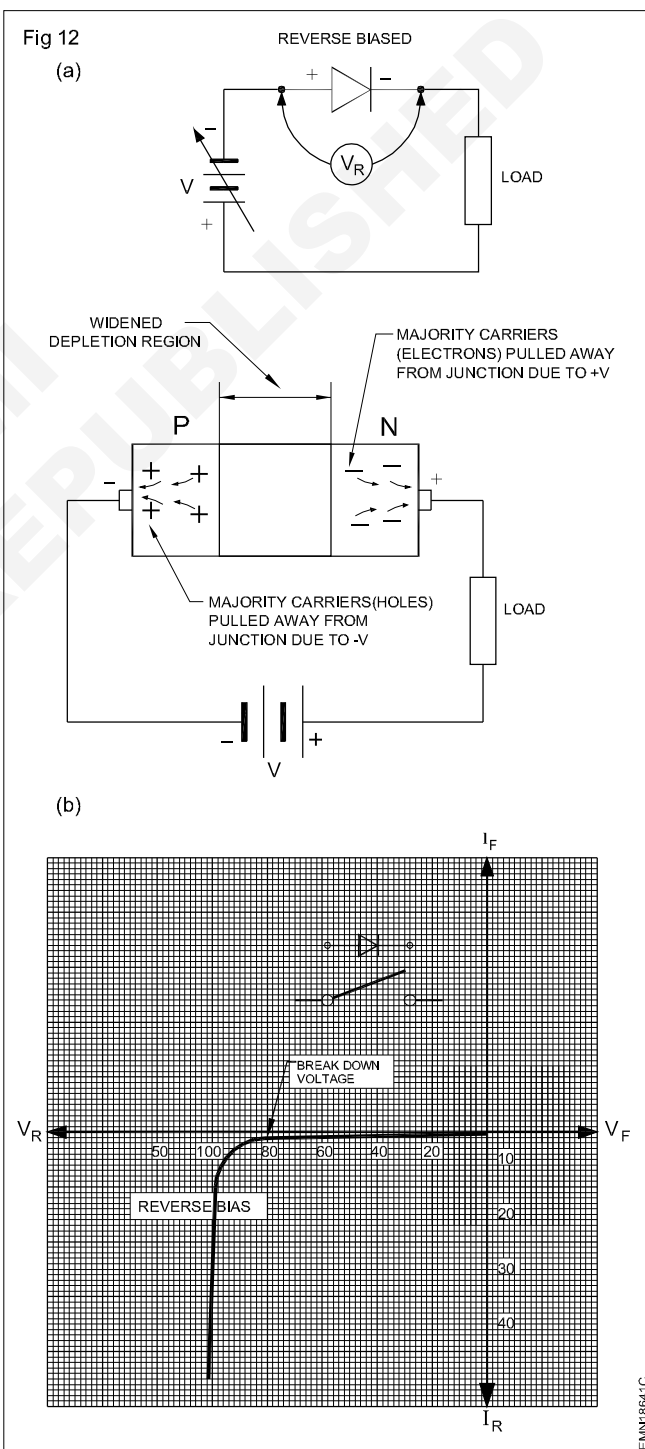 Fig 12
(a)
REVERSE BIASED
+
-
-
V
+
V_R
LOAD
WIDENED
DEPLETION REGION
MAJORITY CARRIERS
(ELECTRONS) PULLED AWAY
FROM JUNCTION DUE TO +V
P
N
-
+
+ +
+ +
- -
- -
MAJORITY CARRIERS(HOLES)
PULLED AWAY FROM
JUNCTION DUE TO -V
LOAD
-
+
V
(b)
I_F
BREAK DOWN
VOLTAGE
V_R
V_F
50 100 80 60 40 20
10
REVERSE BIAS
20
30
40
I_R
EMN18641C
REPUBLISHED